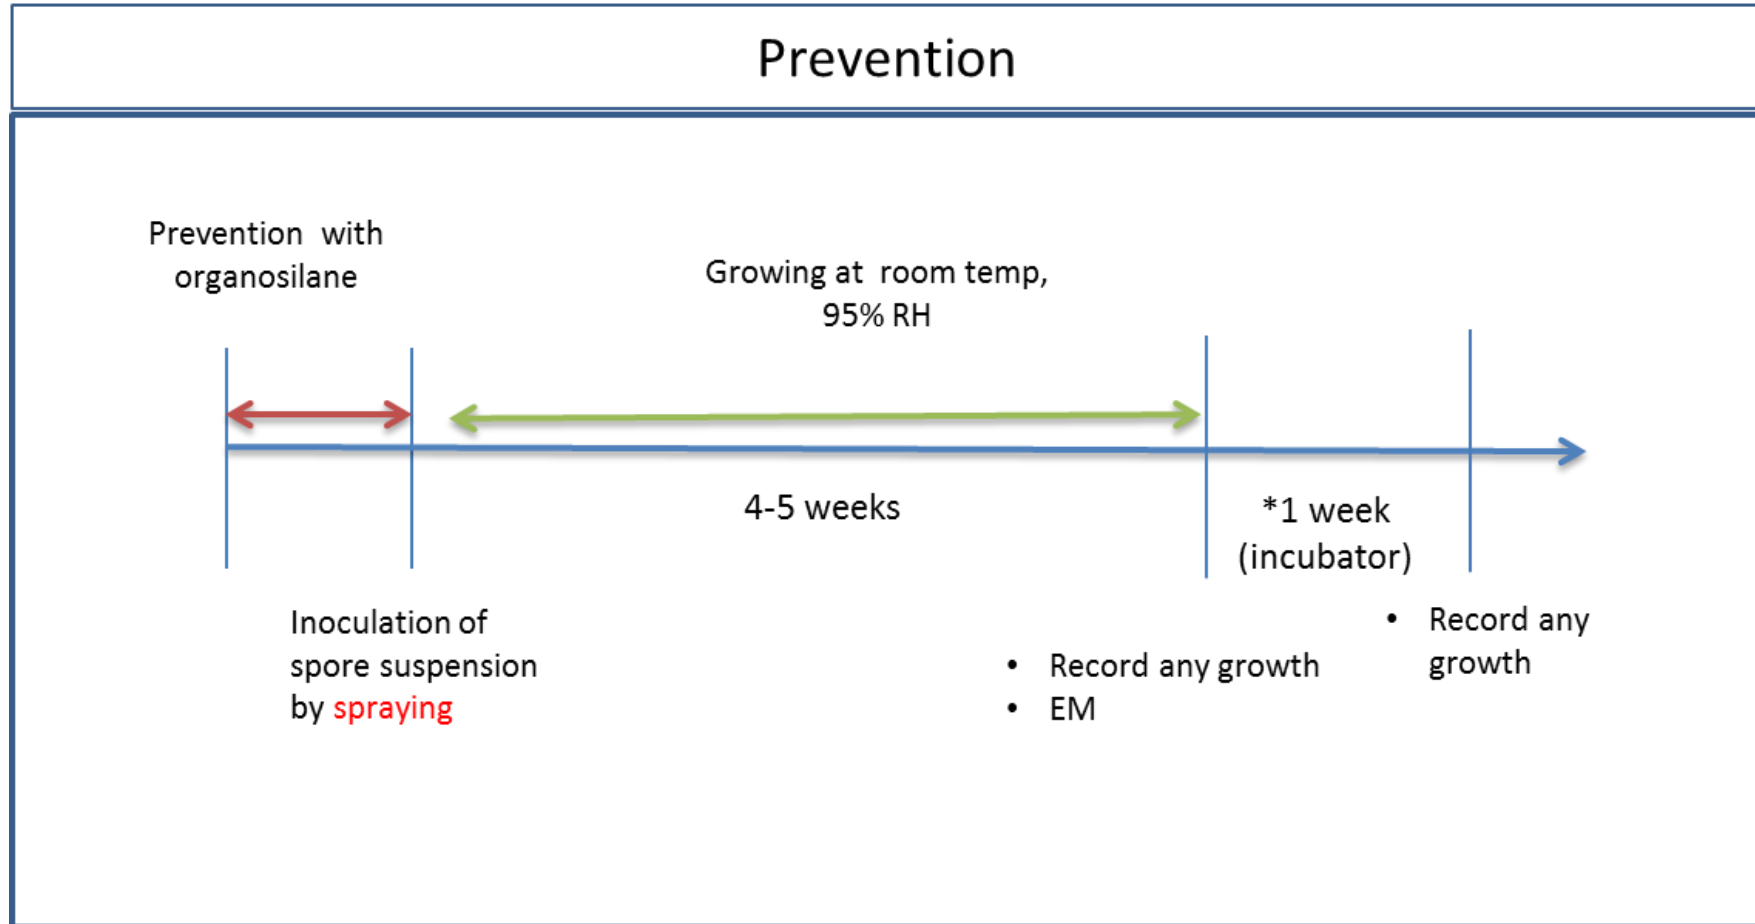 Prevention
Prevention with
organosilane
Growing at room temp,
95% RH
4-5 weeks
*1 week
(incubator)
Inoculation of
spore suspension
by spraying
• Record any growth
• EM
• Record any
growth